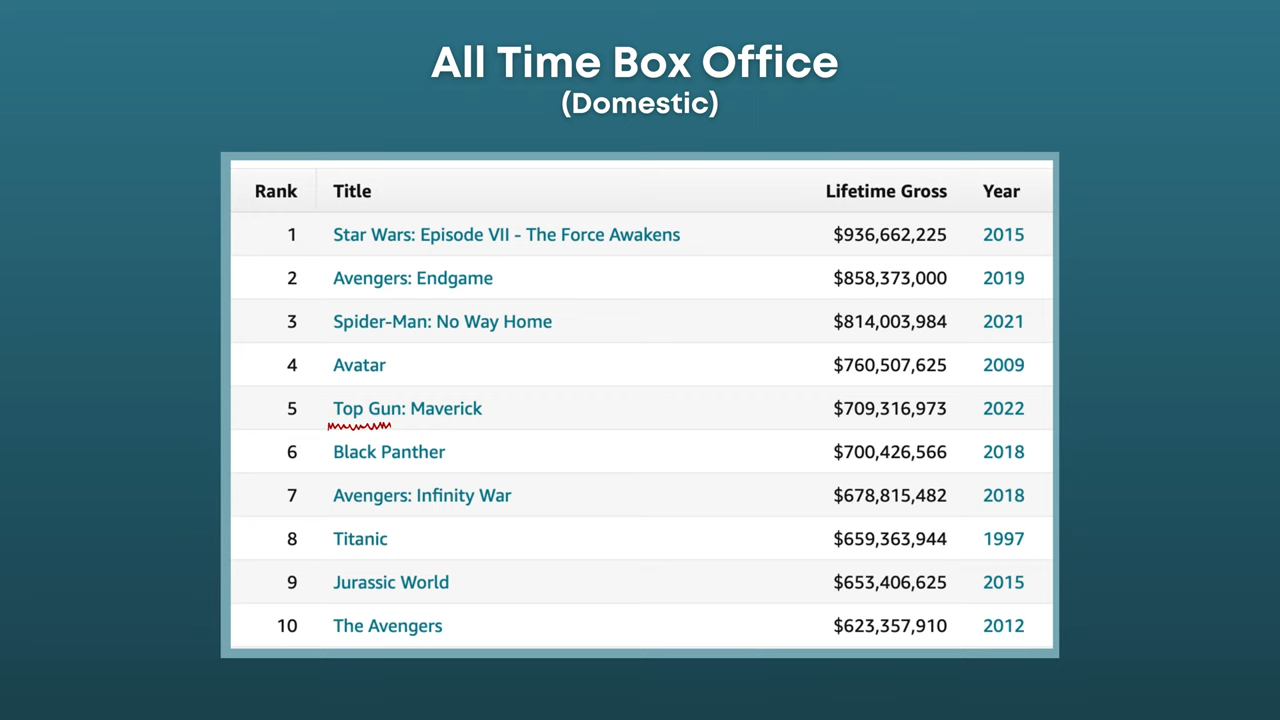 All Time Box Office
(Domestic)
Rank Title Lifetime Gross Year
1 Star Wars: Episode VII - The Force Awakens $936,662,225 2015
2 Avengers: Endgame $858,373,000 2019
3 Spider-Man: No Way Home $814,003,984 2021
4 Avatar $760,507,625 2009
5 Top Gun: Maverick $709,316,973 2022
6 Black Panther $700,426,566 2018
7 Avengers: Infinity War $678,815,482 2018
8 Titanic $659,363,944 1997
9 Jurassic World $653,406,625 2015
10 The Avengers $623,357,910 2012